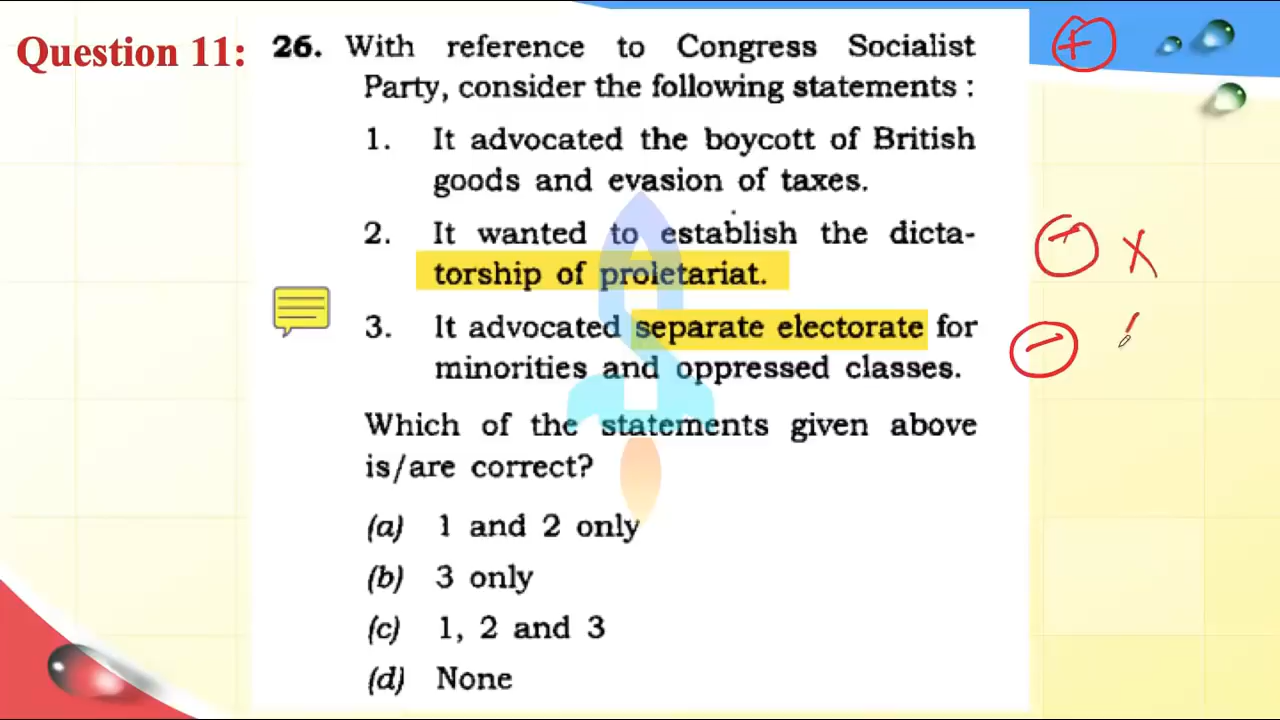 Question 11:
26. With reference to Congress Socialist
Party, consider the following statements :
1. It advocated the boycott of British
goods and evasion of taxes.
2. It wanted to establish the dicta-
torship of proletariat.
3. It advocated separate electorate for
minorities and oppressed classes.
Which of the statements given above
is/are correct?
(a) 1 and 2 only
(b) 3 only
(c) 1, 2 and 3
(d) None